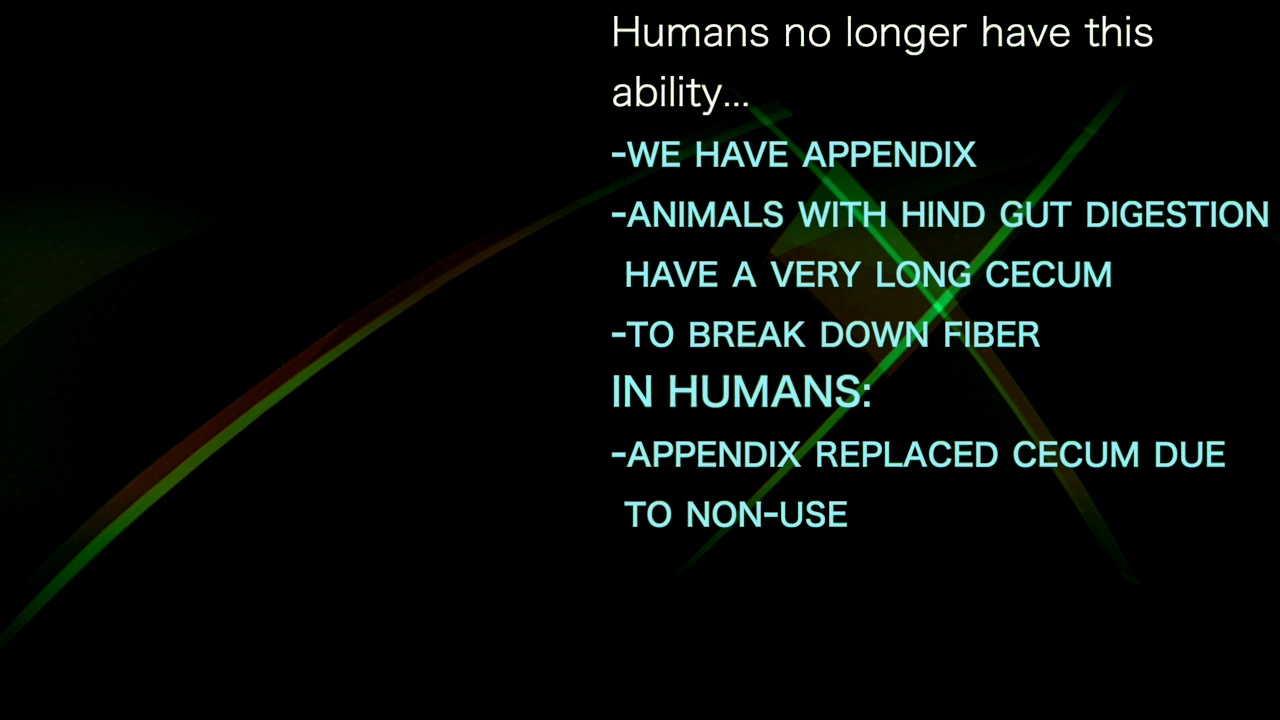 Humans no longer have this
ability...
-WE HAVE APPENDIX
-ANIMALS WITH HIND GUT DIGESTION
HAVE A VERY LONG CECUM
-TO BREAK DOWN FIBER
IN HUMANS:
-APPENDIX REPLACED CECUM DUE
TO NON-USE